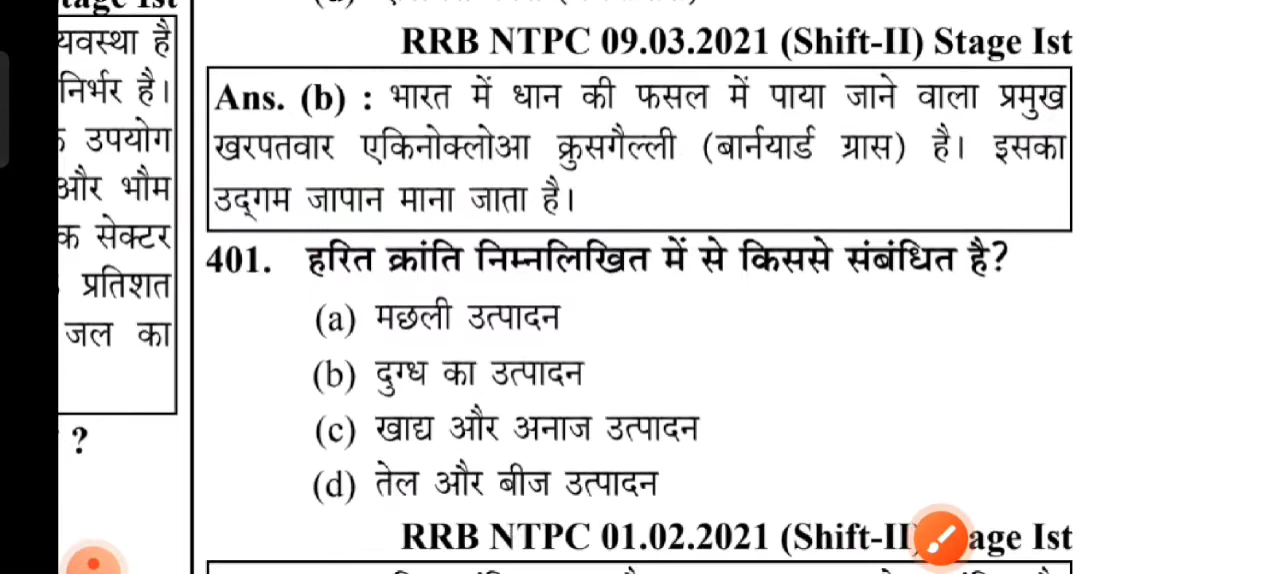 यवस्था है
निर्भर है।
उपयोग
और भौम
क सेक्टर
प्रतिशत
जल का
?
RRB NTPC 09.03.2021 (Shift-II) Stage Ist
Ans. (b) : भारत में धान की फसल में पाया जाने वाला प्रमुख
खरपतवार एकिनोक्लोआ क्रुसगैल्ली (बार्नयार्ड ग्रास) है। इसका
उद्गम जापान माना जाता है।
401. हरित क्रांति निम्नलिखित में से किससे संबंधित है?
(a) मछली उत्पादन
(b) दुग्ध का उत्पादन
(c) खाद्य और अनाज उत्पादन
(d) तेल और बीज उत्पादन
RRB NTPC 01.02.2021 (Shift-II) age Ist